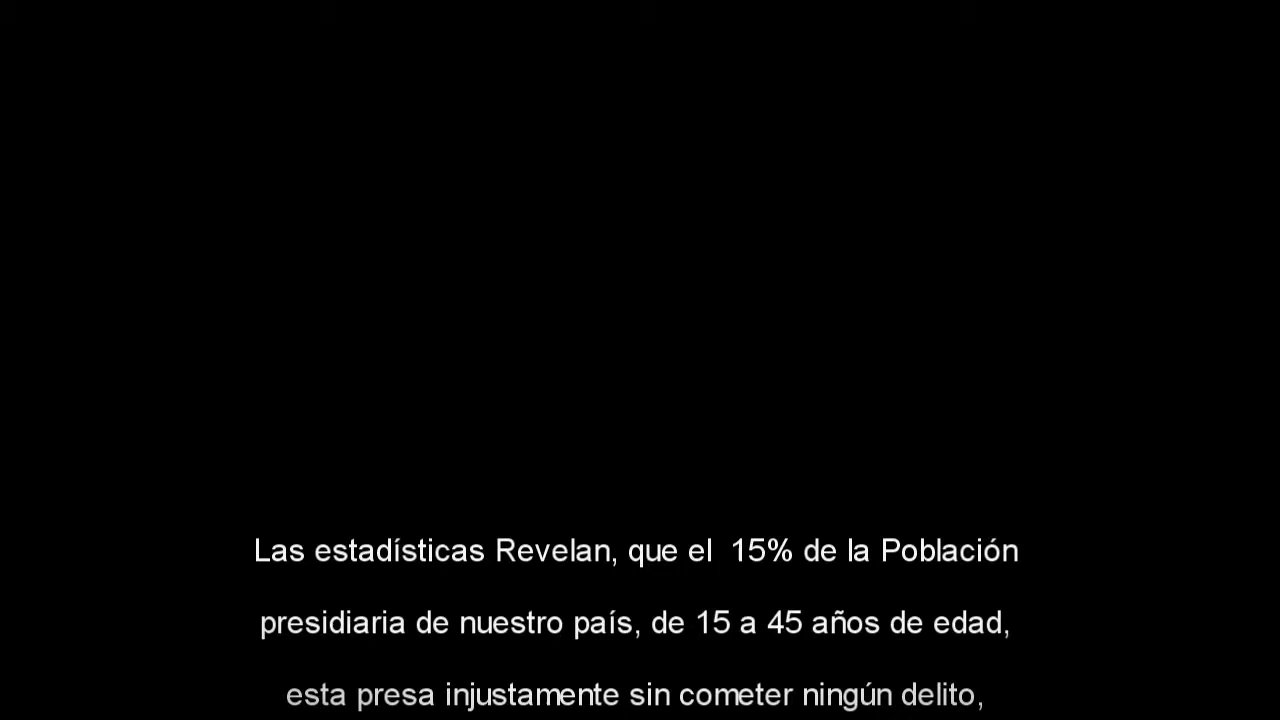 Las estadísticas Revelan, que el  15% de la Población
presidiaria de nuestro país, de 15 a 45 años de edad,
esta presa injustamente sin cometer ningún delito,